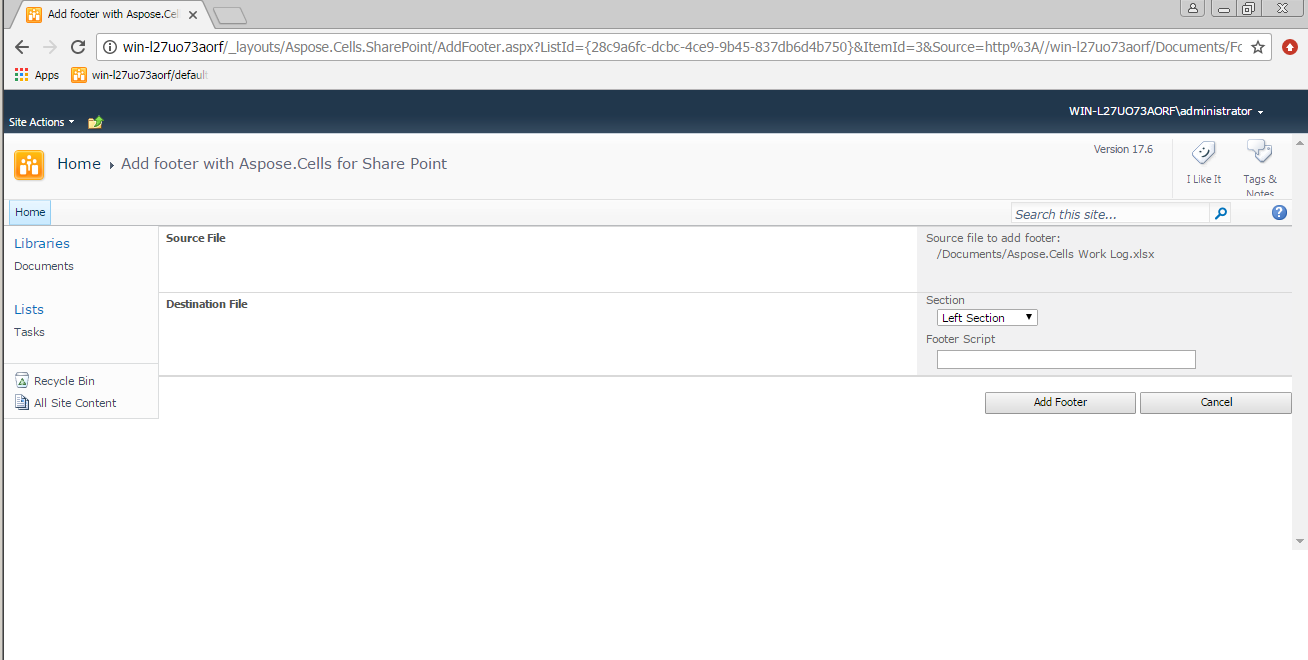 Add footer with Aspose.Cel
win-l27uo73aorf/_layouts/Aspose.Cells.SharePoint/AddFooter.aspx?ListId={28c9a6fc-dcbc-4ce9-9b45-837db6d4b750}&ItemId=3&Source=http%3A//win-l27uo73aorf/Documents/Fo
Apps win-l27uo73aorf/default
WIN-L27UO73AORF\administrator
Site Actions
Home Add footer with Aspose.Cells for Share Point
Version 17.6
I Like It
Tags & Notes
Home
Search this site...
Libraries
Documents
Lists
Tasks
Recycle Bin
All Site Content
Source File
Source file to add footer:
/Documents/Aspose.Cells Work Log.xlsx
Destination File
Section
Left Section
Footer Script
Add Footer Cancel